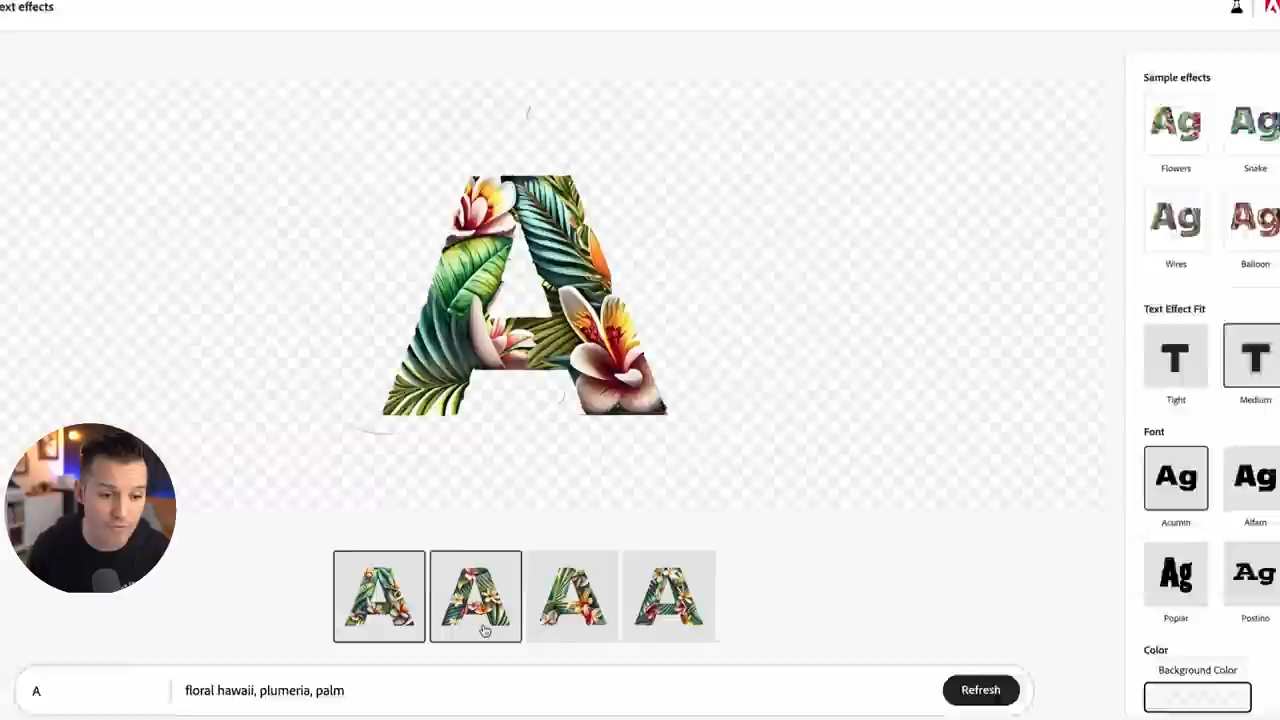 ext effects
Sample effects
Ag Ag
Flowers Snake
Ag Ag
Wires Balloon
Text Effect Fit
T T
Tight Medium
Font
Ag Ag
Acumin Alfarn
Ag Ag
Poplar Postino
Color
Background Color
A
A A A A
A floral hawaii, plumeria, palm Refresh